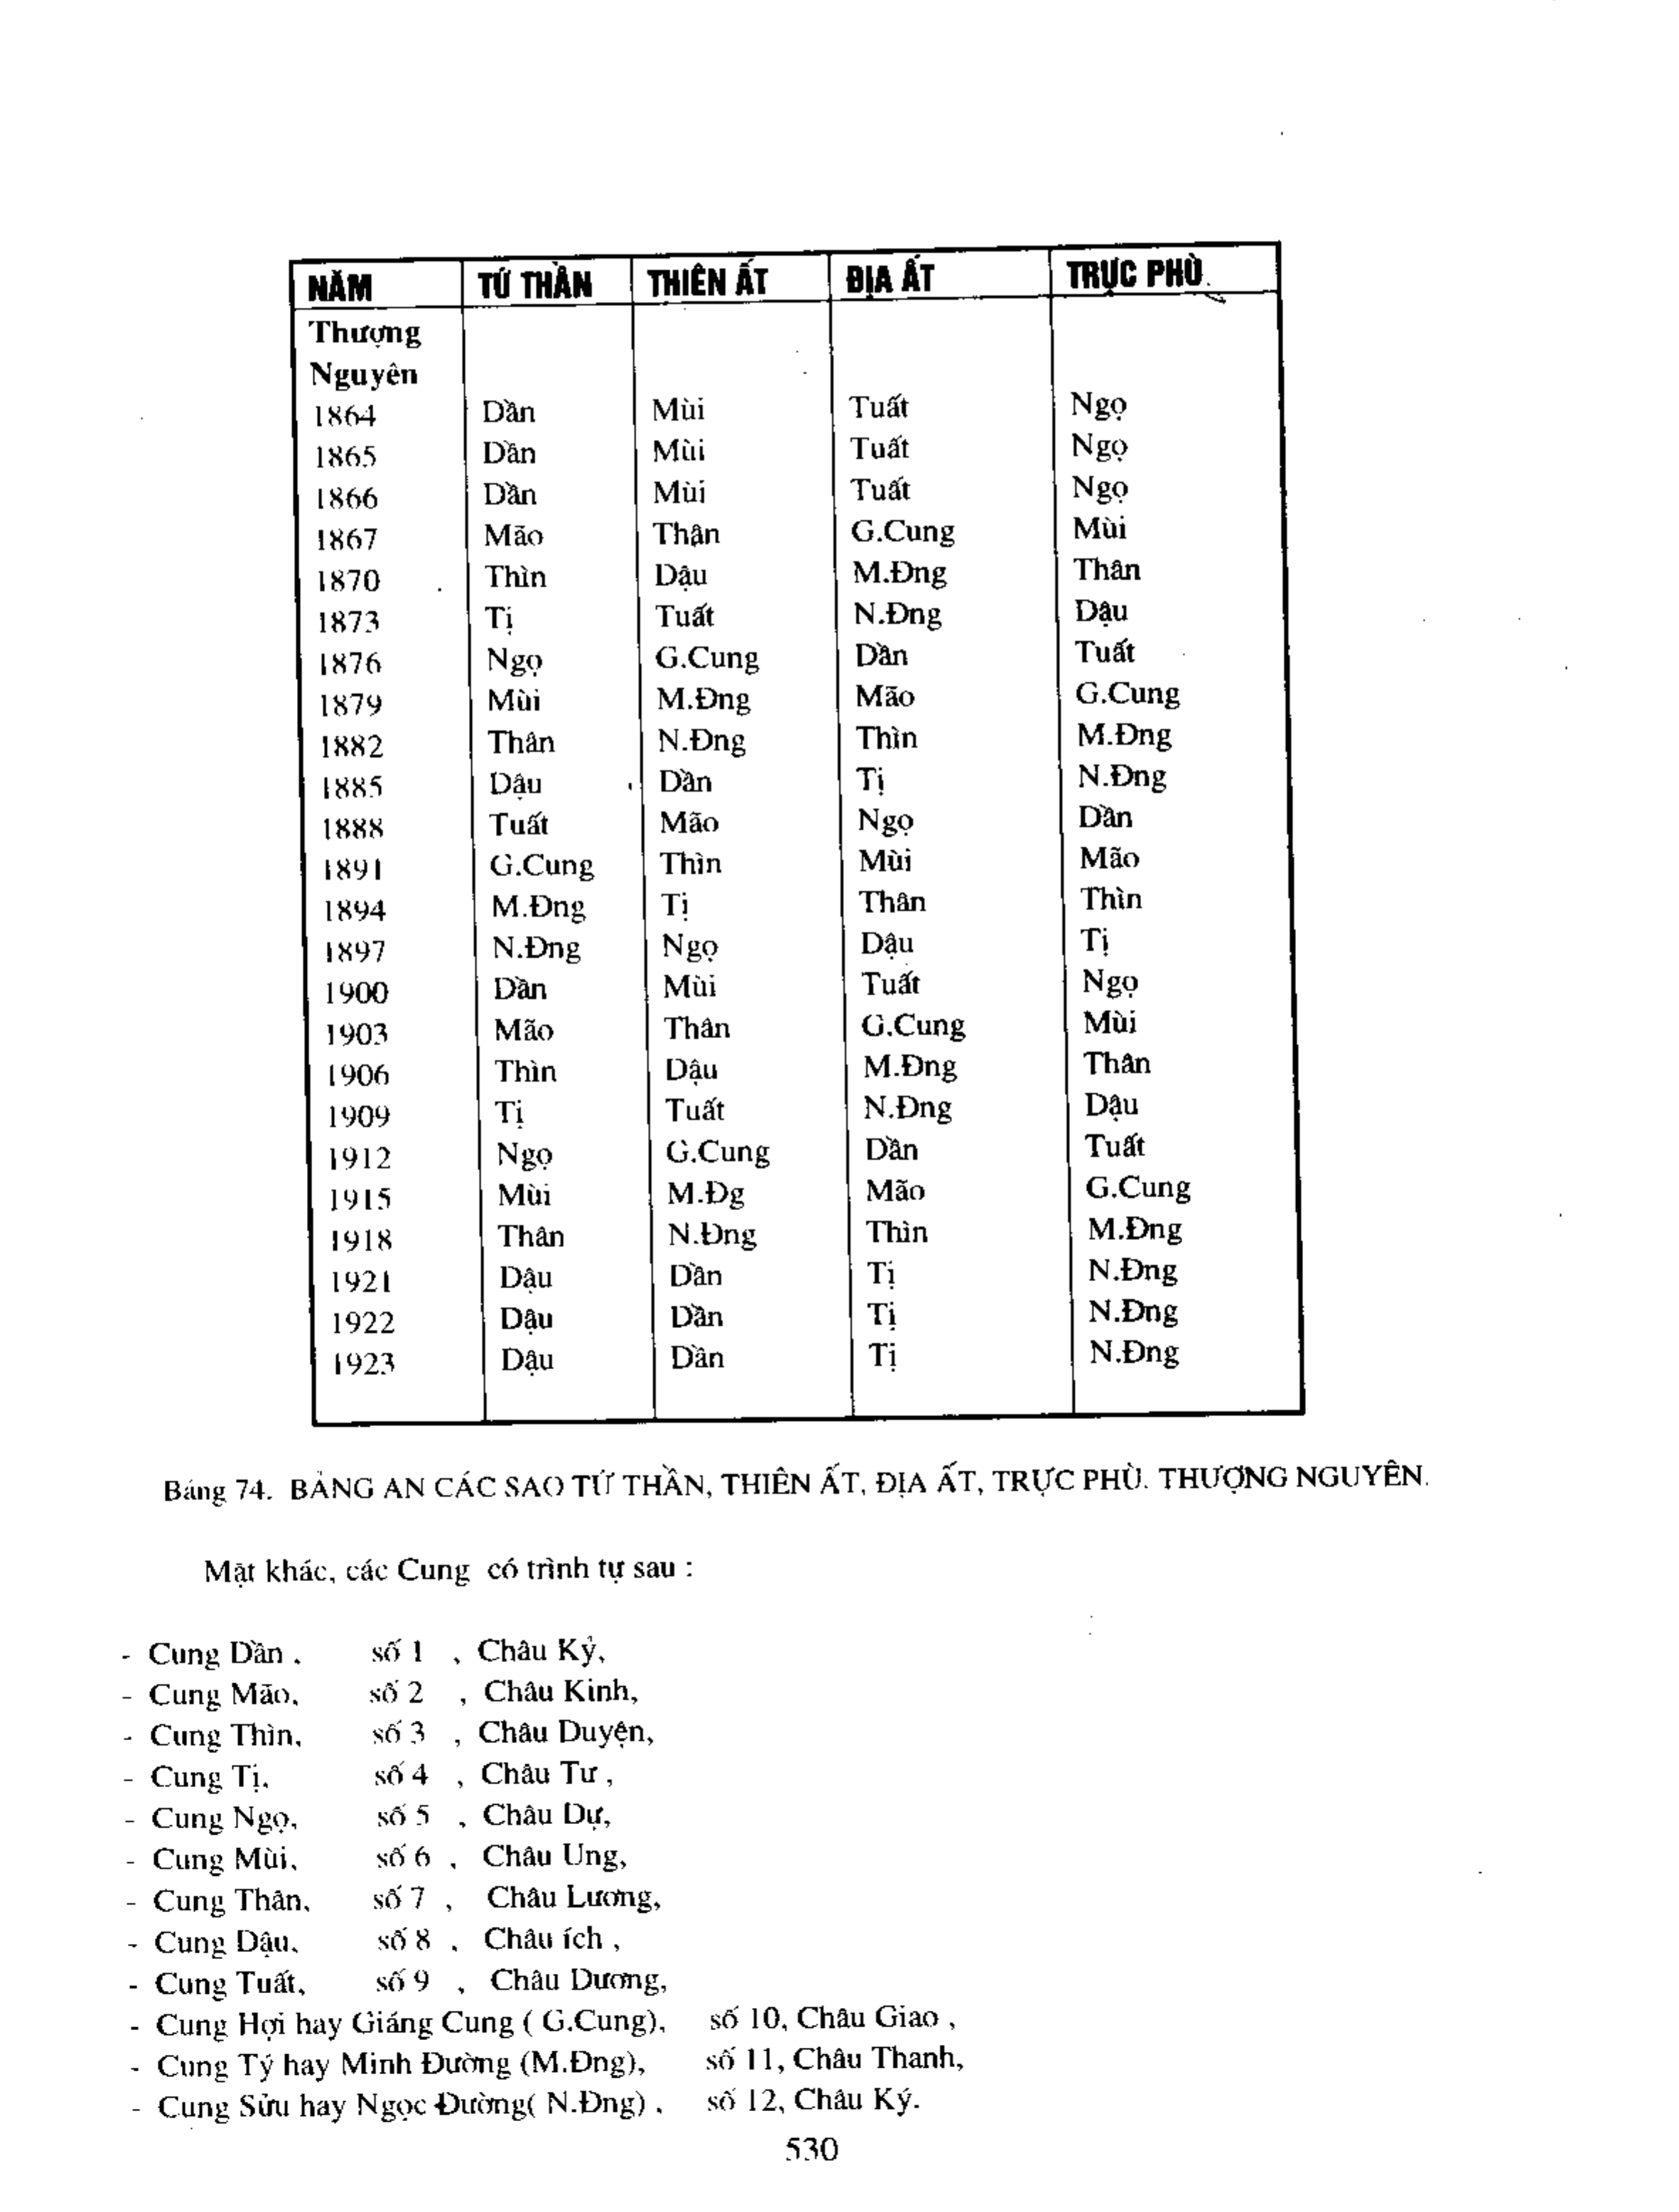 NĂM TỨ THẦN THIÊN ẤT ĐỊA ẤT TRỰC PHÙ
Thượng
Nguyên
1864 Dần Mùi Tuất Ngọ
1865 Dần Mùi Tuất Ngọ
1866 Dần Mùi Tuất Ngọ
1867 Mão Thân G.Cung Mùi
1870 Thìn Dậu M.Đng Thân
1873 Tị Tuất N.Đng Dậu
1876 Ngọ G.Cung Dần Tuất
1879 Mùi M.Đng Mão G.Cung
1882 Thân N.Đng Thìn M.Đng
1885 Dậu Dần Tị N.Đng
1888 Tuất Mão Ngọ Dần
1891 G.Cung Thìn Mùi Mão
1894 M.Đng Tị Thân Thìn
1897 N.Đng Ngọ Dậu Tị
1900 Dần Mùi Tuất Ngọ
1903 Mão Thân G.Cung Mùi
1906 Thìn Dậu M.Đng Thân
1909 Tị Tuất N.Đng Dậu
1912 Ngọ G.Cung Dần Tuất
1915 Mùi M.Đg Mão G.Cung
1918 Thân N.Đng Thìn M.Đng
1921 Dậu Dần Tị N.Đng
1922 Dậu Dần Tị N.Đng
1923 Dậu Dần Tị N.Đng
Bảng 74. BẢNG AN CÁC SAO TỨ THẦN, THIÊN ẤT, ĐỊA ẤT, TRỰC PHÙ. THƯỢNG NGUYÊN.
Mặt khác, các Cung có trình tự sau :
- Cung Dần , số 1 , Châu Kỷ,
- Cung Mão, số 2 , Châu Kinh,
- Cung Thìn, số 3 , Châu Duyện,
- Cung Tị, số 4 , Châu Tư ,
- Cung Ngọ, số 5 , Châu Dự,
- Cung Mùi, số 6 , Châu Ung,
- Cung Thân, số 7 , Châu Lương,
- Cung Dậu, số 8 , Châu ích ,
- Cung Tuất, số 9 , Châu Dương,
- Cung Hợi hay Giáng Cung ( G.Cung), số 10, Châu Giao ,
- Cung Tý hay Minh Đường (M.Đng), số 11, Châu Thanh,
- Cung Sửu hay Ngọc Đường( N.Đng) , số 12, Châu Ký.
530